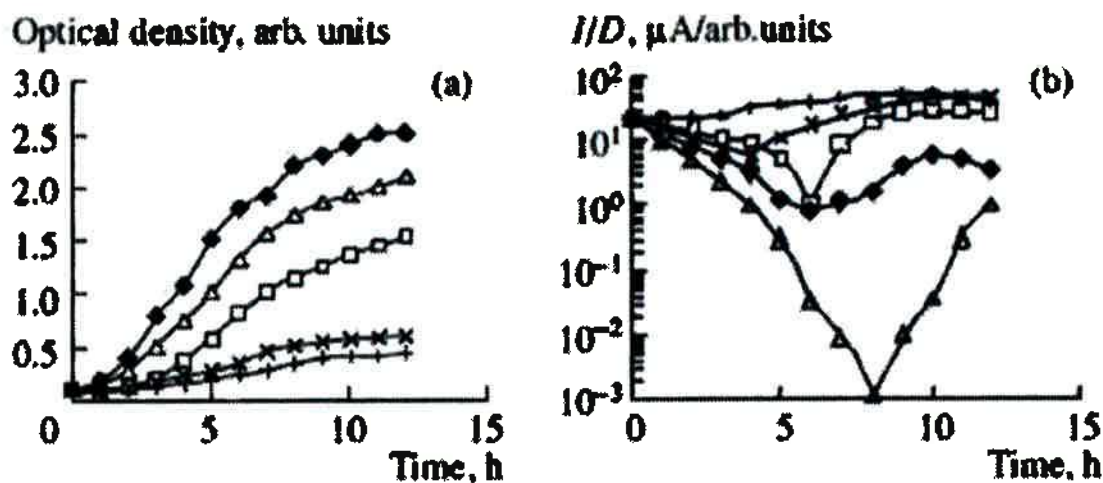 Optical density, arb. units
(a)
3.0
2.5
2.0
1.5
1.0
0.5
0 5 10 15
Time, h
I/D, μA/arb.units
(b)
10²
10¹
10⁰
10⁻¹
10⁻²
10⁻³
0 5 10 15
Time, h